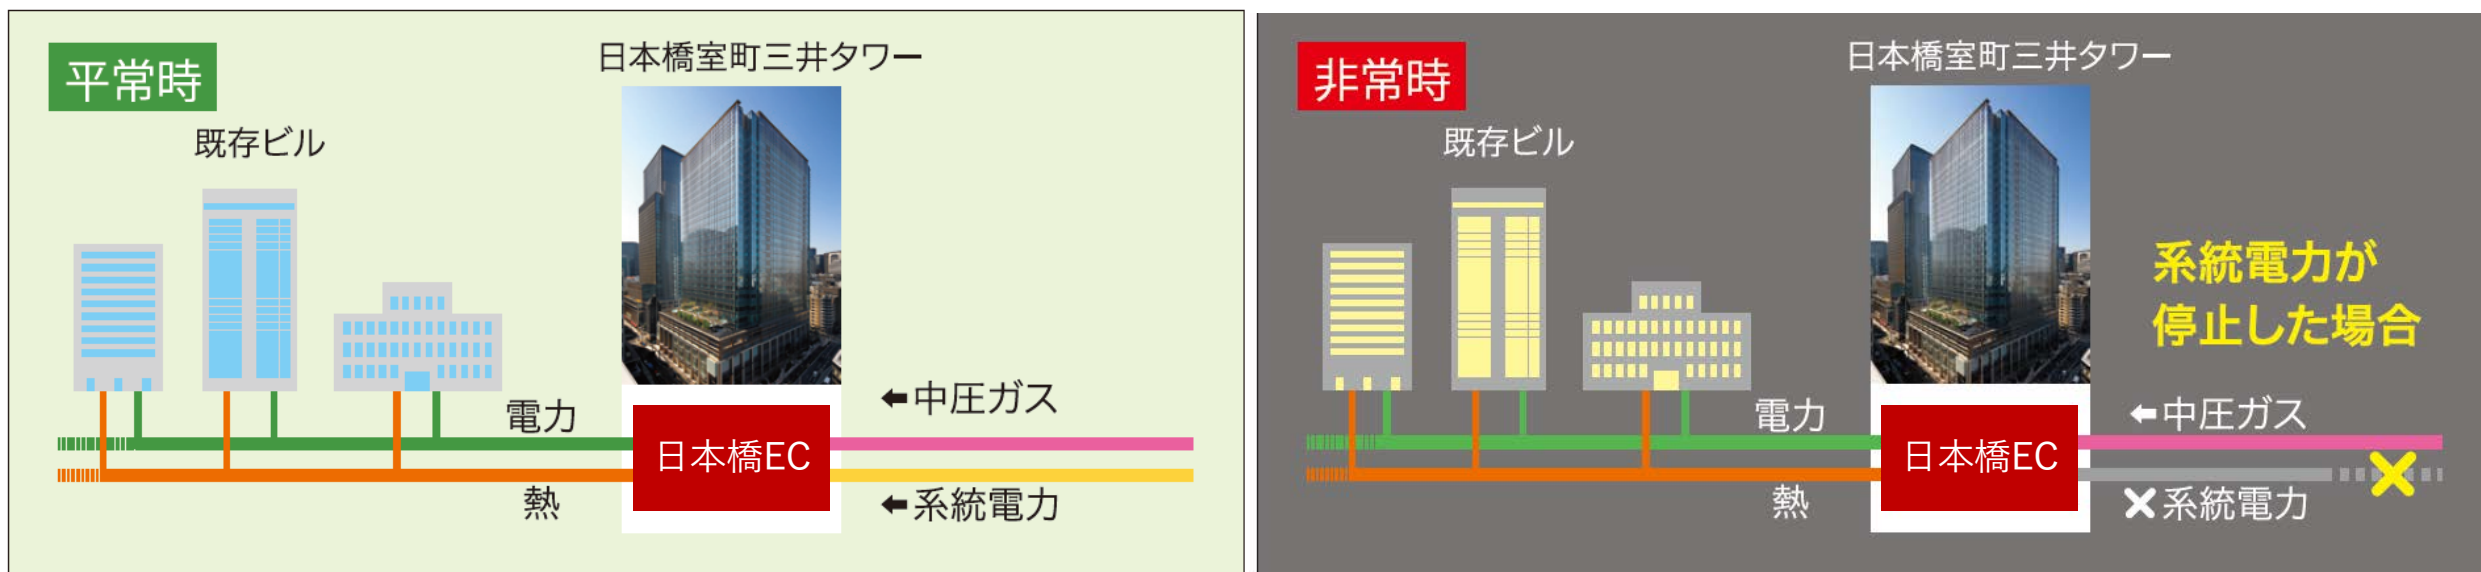 平常時
日本橋室町三井タワー
既存ビル
電力
日本橋EC
熱
←中圧ガス
←系統電力
非常時
日本橋室町三井タワー
既存ビル
系統電力が
停止した場合
電力
日本橋EC
熱
←中圧ガス
×系統電力